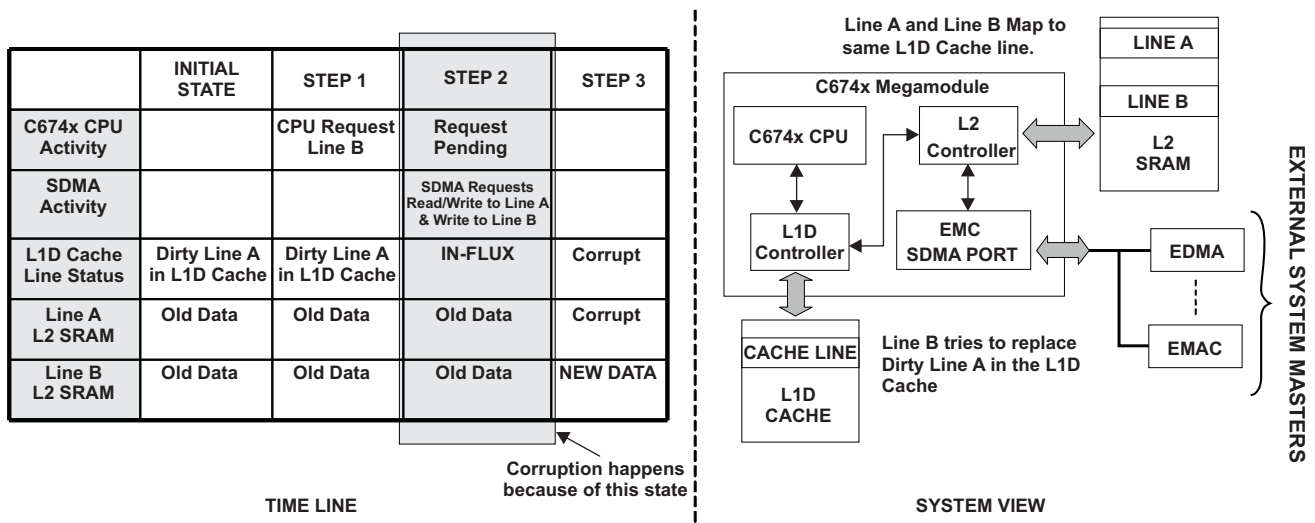 INITIAL STATE
STEP 1
STEP 2
STEP 3
C674x CPU Activity
CPU Request Line B
Request Pending
SDMA Activity
SDMA Requests Read/Write to Line A & Write to Line B
L1D Cache Line Status
Dirty Line A in L1D Cache
Dirty Line A in L1D Cache
IN-FLUX
Corrupt
Line A L2 SRAM
Old Data
Old Data
Old Data
Corrupt
Line B L2 SRAM
Old Data
Old Data
Old Data
NEW DATA
Corruption happens
because of this state
TIME LINE
Line A and Line B Map to
same L1D Cache line.
C674x Megamodule
C674x CPU
L2
Controller
L1D
Controller
EMC
SDMA PORT
LINE A
LINE B
L2
SRAM
EDMA
EMAC
EXTERNAL SYSTEM MASTERS
CACHE LINE
L1D
CACHE
Line B tries to replace
Dirty Line A in the L1D
Cache
SYSTEM VIEW